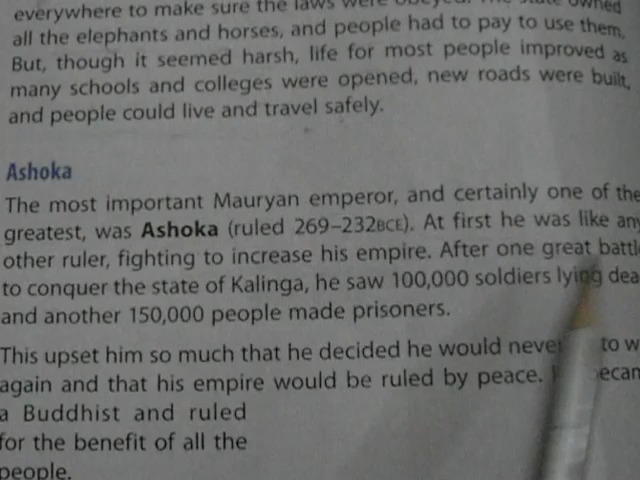 everywhere to make sure the laws were obeyed. The state owned
all the elephants and horses, and people had to pay to use them.
But, though it seemed harsh, life for most people improved as
many schools and colleges were opened, new roads were built,
and people could live and travel safely.
Ashoka
The most important Mauryan emperor, and certainly one of the
greatest, was Ashoka (ruled 269–232BCE). At first he was like any
other ruler, fighting to increase his empire. After one great battl
to conquer the state of Kalinga, he saw 100,000 soldiers lying dea
and another 150,000 people made prisoners.
This upset him so much that he decided he would never to w
again and that his empire would be ruled by peace. ecam
a Buddhist and ruled
for the benefit of all the
people.